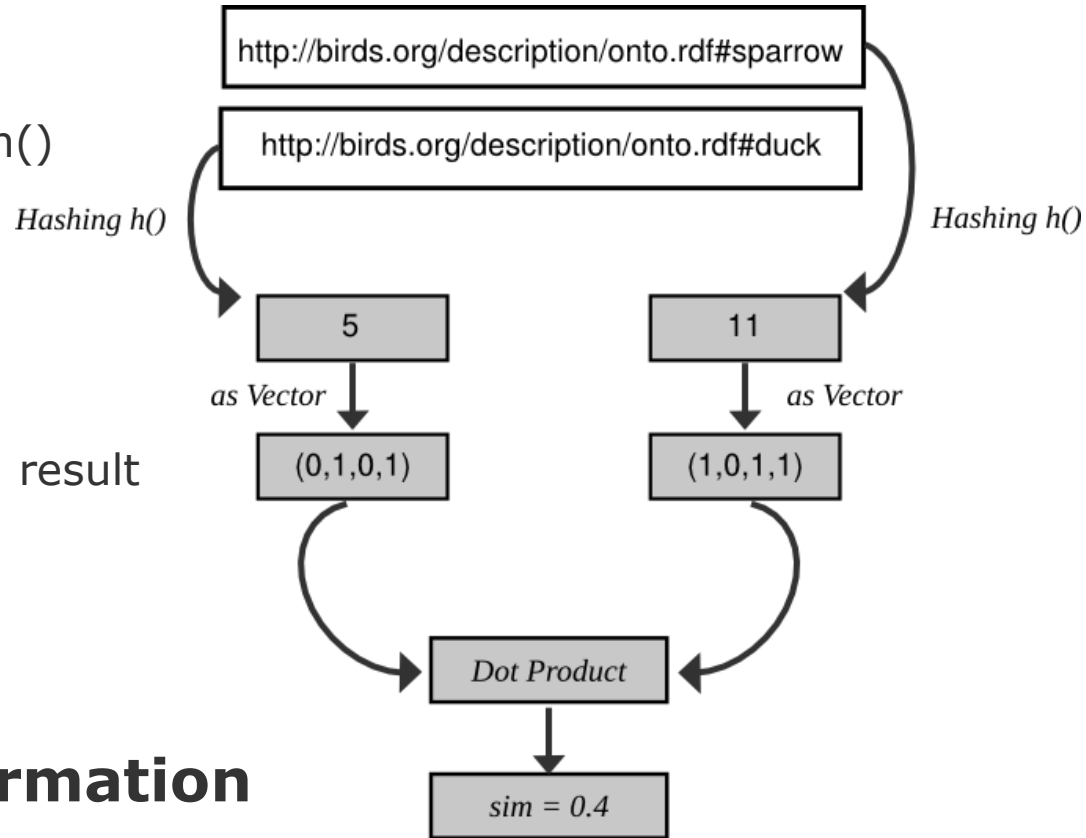 http://birds.org/description/onto.rdf#sparrow
http://birds.org/description/onto.rdf#duck
Hashing h()
Hashing h()
5
11
as Vector
as Vector
result
(0,1,0,1)
(1,0,1,1)
Dot Product
sim = 0.4